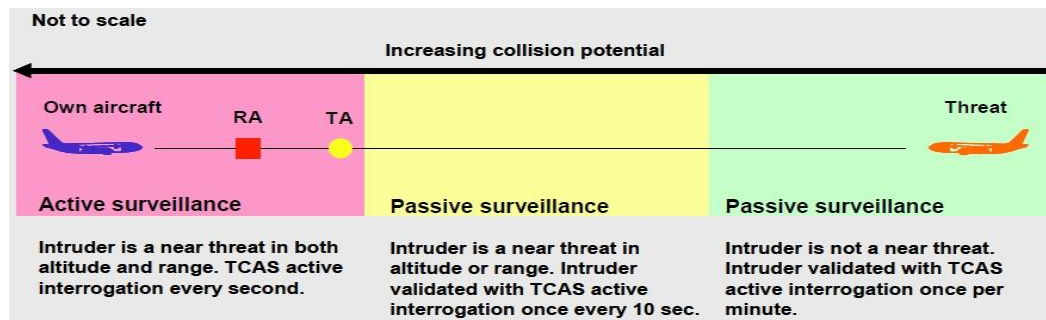 Not to scale
Increasing collision potential
Own aircraft
RA
TA
Threat
Active surveillance
Intruder is a near threat in both
altitude and range. TCAS active
interrogation every second.
Passive surveillance
Intruder is a near threat in
altitude or range. Intruder
validated with TCAS active
interrogation once every 10 sec.
Passive surveillance
Intruder is not a near threat.
Intruder validated with TCAS
active interrogation once per
minute.